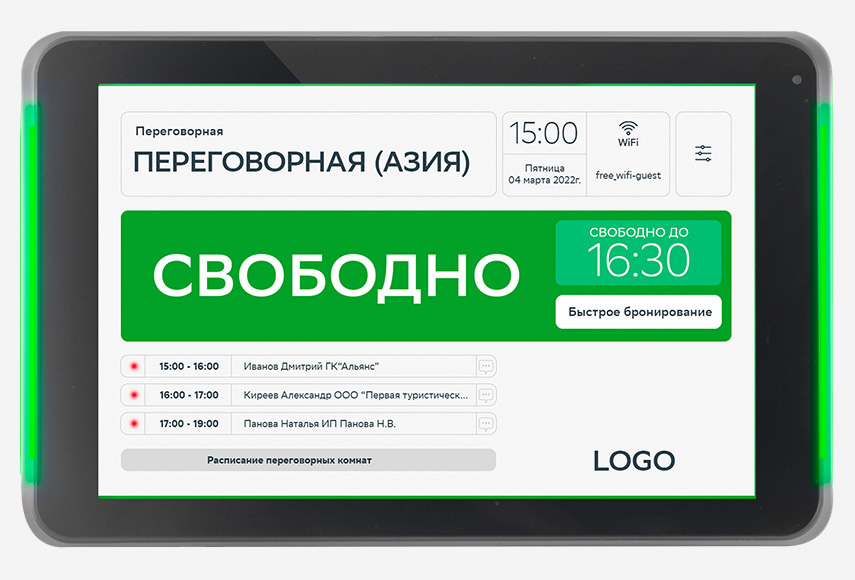 Переговорная
ПЕРЕГОВОРНАЯ (АЗИЯ)
15:00
Пятница
04 марта 2022г.
WiFi
free_wifi-guest
СВОБОДНО
СВОБОДНО ДО
16:30
Быстрое бронирование
15:00 - 16:00 Иванов Дмитрий ГК“Альянс”
16:00 - 17:00 Киреев Александр ООО “Первая туристическ...
17:00 - 19:00 Панова Наталья ИП Панова Н.В.
Расписание переговорных комнат
LOGO